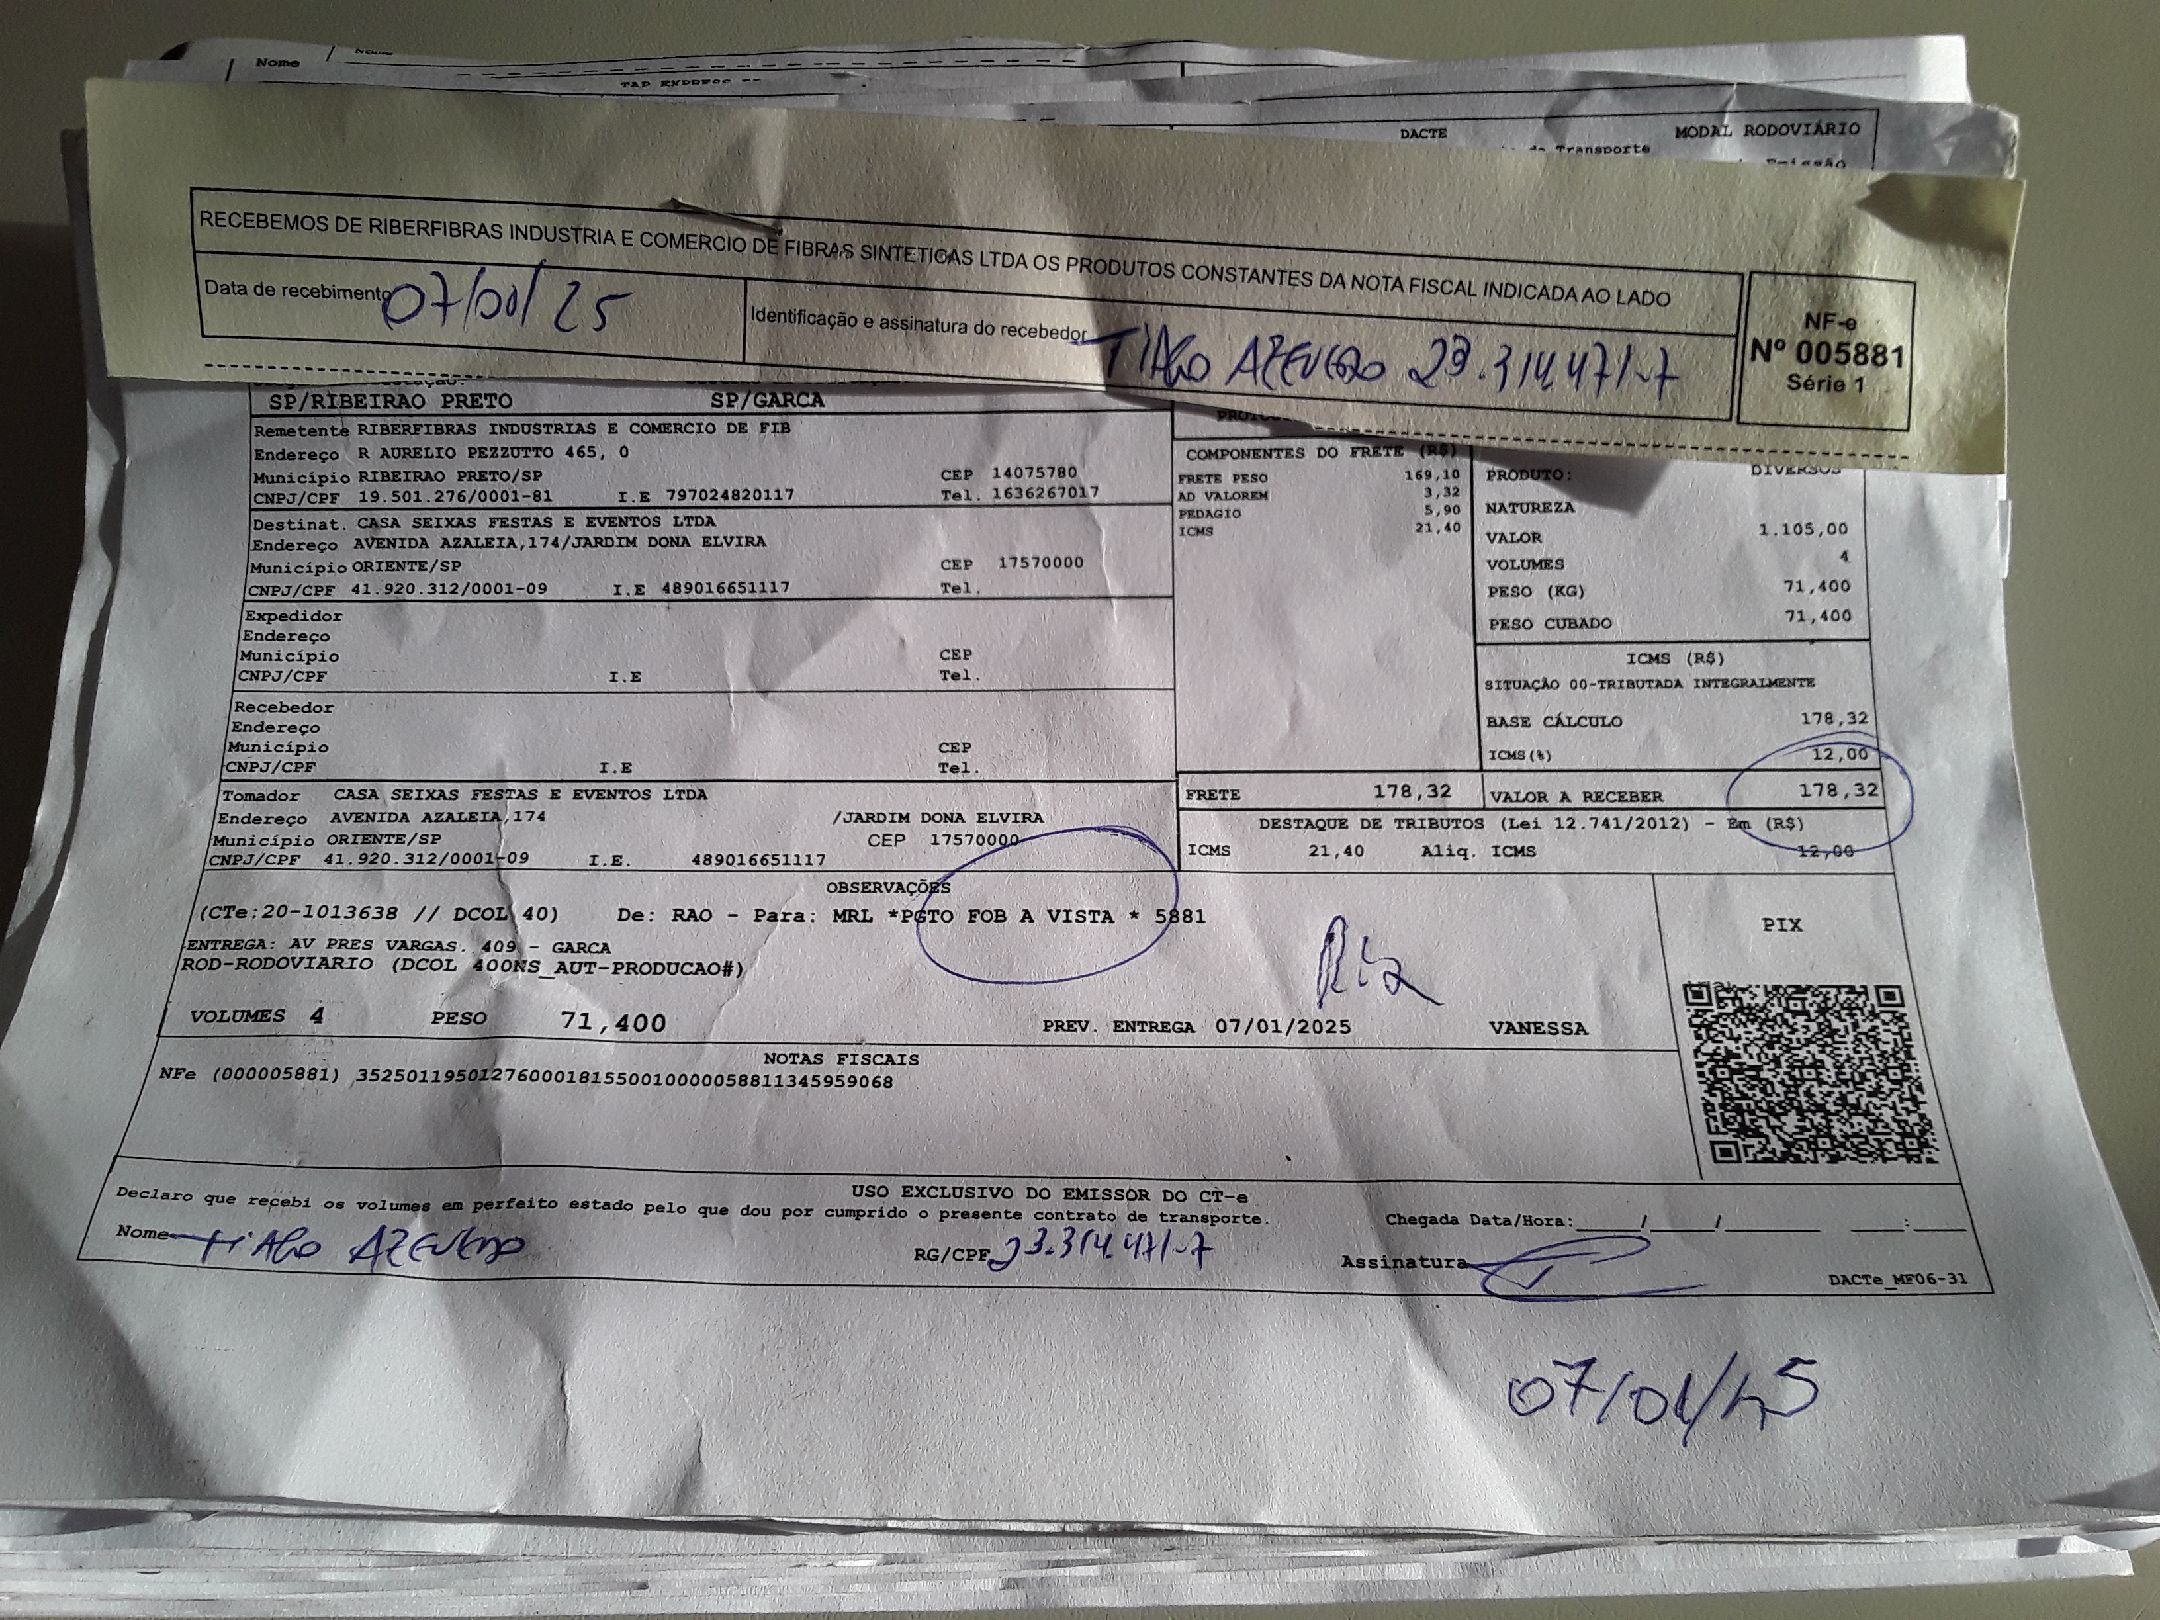 Nome
TAP EXPRESS
DACTE MODAL RODOVIÁRIO
de Transporte
RECEBEMOS DE RIBERFIBRAS INDUSTRIA E COMERCIO DE FIBRAS SINTETICAS LTDA OS PRODUTOS CONSTANTES DA NOTA FISCAL INDICADA AO LADO
Data de recebimento 07/01/25
Identificação e assinatura do recebedor TIAGO AZEVEDO 23.314.471-7
NF-e
Nº 005881
Série 1
SP/RIBEIRAO PRETO SP/GARCA
Remetente RIBERFIBRAS INDUSTRIAS E COMERCIO DE FIB
Endereço R AURELIO PEZZUTTO 465, 0
Município RIBEIRAO PRETO/SP CEP 14075780
CNPJ/CPF 19.501.276/0001-81 I.E 797024820117 Tel. 1636267017
Destinat. CASA SEIXAS FESTAS E EVENTOS LTDA
Endereço AVENIDA AZALEIA,174/JARDIM DONA ELVIRA
Município ORIENTE/SP CEP 17570000
CNPJ/CPF 41.920.312/0001-09 I.E 489016651117 Tel.
Expedidor
Endereço
Município CEP
CNPJ/CPF I.E Tel.
Recebedor
Endereço
Município CEP
CNPJ/CPF I.E Tel.
Tomador CASA SEIXAS FESTAS E EVENTOS LTDA
Endereço AVENIDA AZALEIA,174 /JARDIM DONA ELVIRA
Município ORIENTE/SP CEP 17570000
CNPJ/CPF 41.920.312/0001-09 I.E. 489016651117
COMPONENTES DO FRETE (R$)
FRETE PESO 169,10
AD VALOREM 3,32
PEDAGIO 5,90
ICMS 21,40
PRODUTO: DIVERSOS
NATUREZA
VALOR 1.105,00
VOLUMES 4
PESO (KG) 71,400
PESO CUBADO 71,400
ICMS (R$)
SITUAÇÃO 00-TRIBUTADA INTEGRALMENTE
BASE CÁLCULO 178,32
ICMS(%) 12,00
FRETE 178,32 VALOR A RECEBER 178,32
DESTAQUE DE TRIBUTOS (Lei 12.741/2012) - Em (R$)
ICMS 21,40 Aliq. ICMS 12,00
OBSERVAÇÕES
(CTe:20-1013638 // DCOL 40) De: RAO - Para: MRL *PGTO FOB A VISTA * 5881
ENTREGA: AV PRES VARGAS. 409 - GARCA
ROD-RODOVIARIO (DCOL 400NS_AUT-PRODUCAO#)
VOLUMES 4 PESO 71,400 PREV. ENTREGA 07/01/2025 VANESSA
PIX
NOTAS FISCAIS
NFe (000005881) 35250119501276000181550010000058811345959068
USO EXCLUSIVO DO EMISSOR DO CT-e
Declaro que recebi os volumes em perfeito estado pelo que dou por cumprido o presente contrato de transporte.
Chegada Data/Hora:____/____/______ ___:___
Nome TIAGO AZEVEDO RG/CPF 23.314.471-7 Assinatura
DACTe_MF06-31
07/01/25